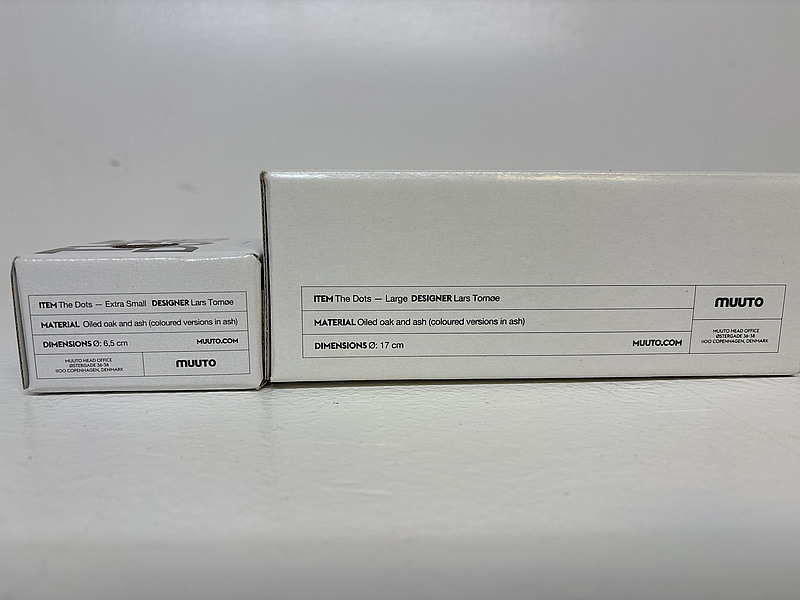 ITEM The Dots — Extra Small DESIGNER Lars Tornøe
MATERIAL Oiled oak and ash (coloured versions in ash)
DIMENSIONS Ø: 6,5 cm MUUTO.COM
MUUTO HEAD OFFICE
ØSTERGADE 36-38
1100 COPENHAGEN, DENMARK
muuto
ITEM The Dots — Large DESIGNER Lars Tornøe
MATERIAL Oiled oak and ash (coloured versions in ash)
DIMENSIONS Ø: 17 cm MUUTO.COM
muuto
MUUTO HEAD OFFICE
ØSTERGADE 36-38
1100 COPENHAGEN, DENMARK